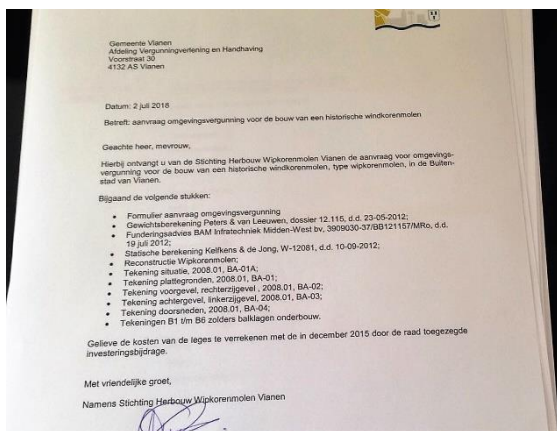 Gemeente Vianen
Afdeling Vergunningverlening en Handhaving
Voorstraat 30
4132 AS Vianen
Datum: 2 juli 2018
Betreft: aanvraag omgevingsvergunning voor de bouw van een historische windkorenmolen
Geachte heer, mevrouw,
Hierbij ontvangt u van de Stichting Herbouw Wipkorenmolen Vianen de aanvraag voor omgevings-
vergunning voor de bouw van een historische windkorenmolen, type wipkorenmolen, in de Buiten-
stad van Vianen.
Bijgaand de volgende stukken:
• Formulier aanvraag omgevingsvergunning
• Gewichtsberekening Peters & van Leeuwen, dossier 12.115, d.d. 23-05-2012;
• Funderingsadvies BAM Infratechniek Midden-West bv, 3909030-37/BB121157/MRo, d.d.
19 juli 2012;
• Statische berekening Kelfkens & de Jong, W-12081, d.d. 10-09-2012;
• Reconstructie Wipkorenmolen;
• Tekening situatie, 2008.01, BA-01A;
• Tekening plattegronden, 2008.01, BA-01;
• Tekening voorgevel, rechterzijgevel , 2008.01, BA-02;
• Tekening achtergevel, linkerzijgevel, 2008.01, BA-03;
• Tekening doorsneden, 2008.01, BA-04;
• Tekeningen B1 t/m B6 zolders balklagen onderbouw.
Gelieve de kosten van de leges te verrekenen met de in december 2015 door de raad toegezegde
investeringsbijdrage.
Met vriendelijke groet,
Namens Stichting Herbouw Wipkorenmolen Vianen